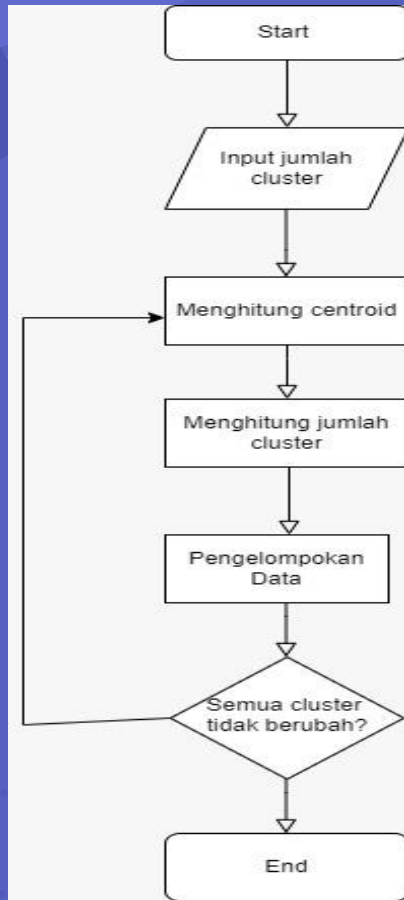 Start
Input jumlah
cluster
Menghitung centroid
Menghitung jumlah
cluster
Pengelompokan
Data
Semua cluster
tidak berubah?
End